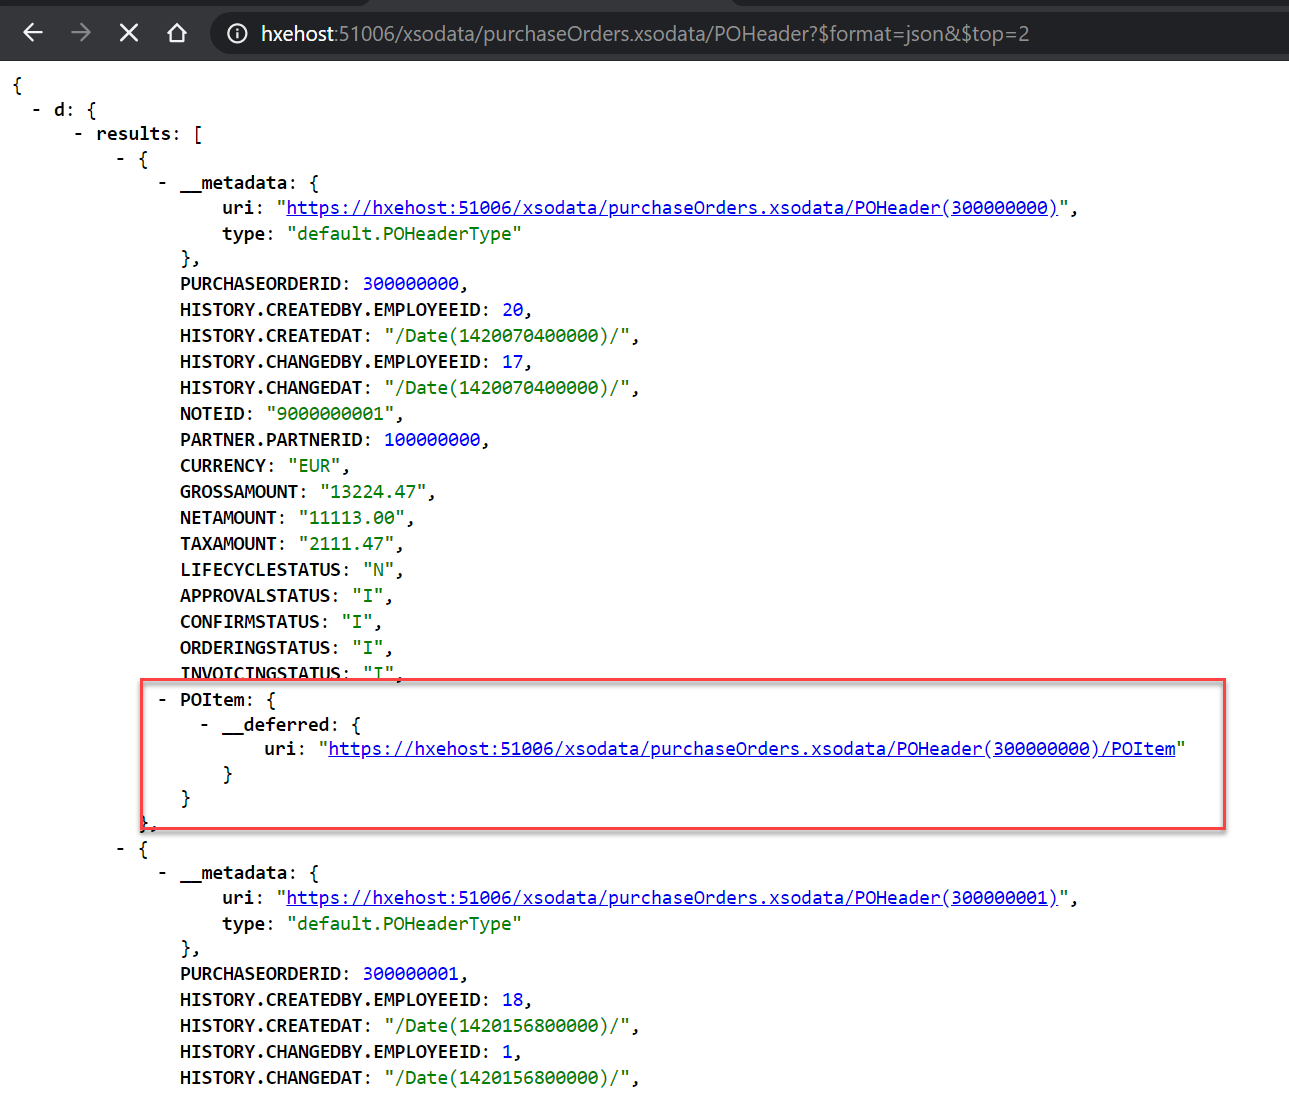 hxehost:51006/xsodata/purchaseOrders.xsodata/POHeader?$format=json&$top=2
{
- d: {
- results: [
- {
- __metadata: {
uri: "https://hxehost:51006/xsodata/purchaseOrders.xsodata/POHeader(300000000)",
type: "default.POHeaderType"
},
PURCHASEORDERID: 300000000,
HISTORY.CREATEDBY.EMPLOYEEID: 20,
HISTORY.CREATEDAT: "/Date(1420070400000)/",
HISTORY.CHANGEDBY.EMPLOYEEID: 17,
HISTORY.CHANGEDAT: "/Date(1420070400000)/",
NOTEID: "9000000001",
PARTNER.PARTNERID: 100000000,
CURRENCY: "EUR",
GROSSAMOUNT: "13224.47",
NETAMOUNT: "11113.00",
TAXAMOUNT: "2111.47",
LIFECYCLESTATUS: "N",
APPROVALSTATUS: "I",
CONFIRMSTATUS: "I",
ORDERINGSTATUS: "I",
INVOICINGSTATUS: "I",
- POItem: {
- __deferred: {
uri: "https://hxehost:51006/xsodata/purchaseOrders.xsodata/POHeader(300000000)/POItem"
}
}
},
- {
- __metadata: {
uri: "https://hxehost:51006/xsodata/purchaseOrders.xsodata/POHeader(300000001)",
type: "default.POHeaderType"
},
PURCHASEORDERID: 300000001,
HISTORY.CREATEDBY.EMPLOYEEID: 18,
HISTORY.CREATEDAT: "/Date(1420156800000)/",
HISTORY.CHANGEDBY.EMPLOYEEID: 1,
HISTORY.CHANGEDAT: "/Date(1420156800000)/",